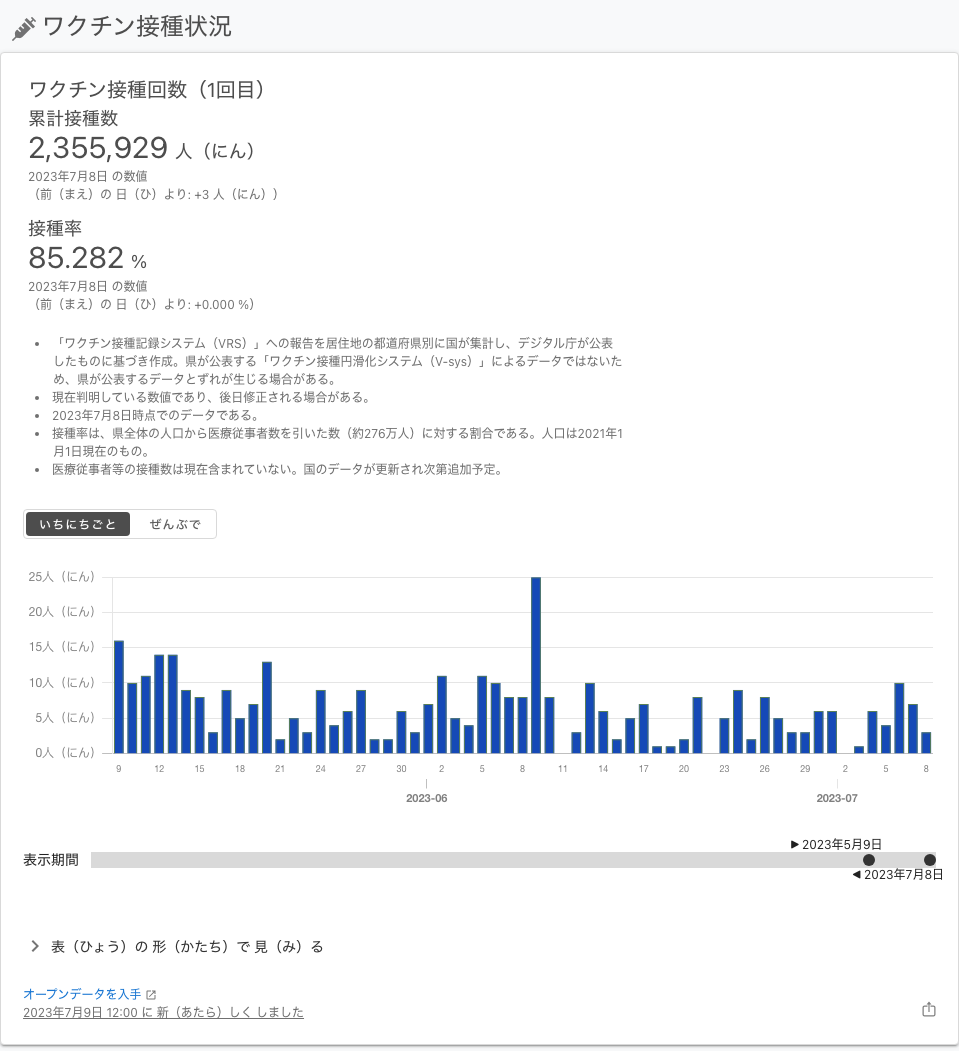 ワクチン接種状況
ワクチン接種回数（1回目）
累計接種数
2,355,929 人（にん）
2023年7月8日 の数値
（前（まえ）の 日（ひ）より: +3 人（にん））
接種率
85.282 %
2023年7月8日 の数値
（前（まえ）の 日（ひ）より: +0.000 %）
「ワクチン接種記録システム（VRS）」への報告を居住地の都道府県別に国が集計し、デジタル庁が公表
したものに基づき作成。県が公表する「ワクチン接種円滑化システム（V-sys）」によるデータではないた
め、県が公表するデータとずれが生じる場合がある。
現在判明している数値であり、後日修正される場合がある。
2023年7月8日時点でのデータである。
接種率は、県全体の人口から医療従事者数を引いた数（約276万人）に対する割合である。人口は2021年1
月1日現在のもの。
医療従事者等の接種数は現在含まれていない。国のデータが更新され次第追加予定。
いちにちごと ぜんぶで
25人（にん）
20人（にん）
15人（にん）
10人（にん）
5人（にん）
0人（にん）
9 12 15 18 21 24 27 30 2 5 8 11 14 17 20 23 26 29 2 5 8
2023-06 2023-07
▶ 2023年5月9日
表示期間
◀ 2023年7月8日
表（ひょう）の 形（かたち）で 見（み）る
オープンデータを入手
2023年7月9日 12:00 に 新（あたら）しく しました